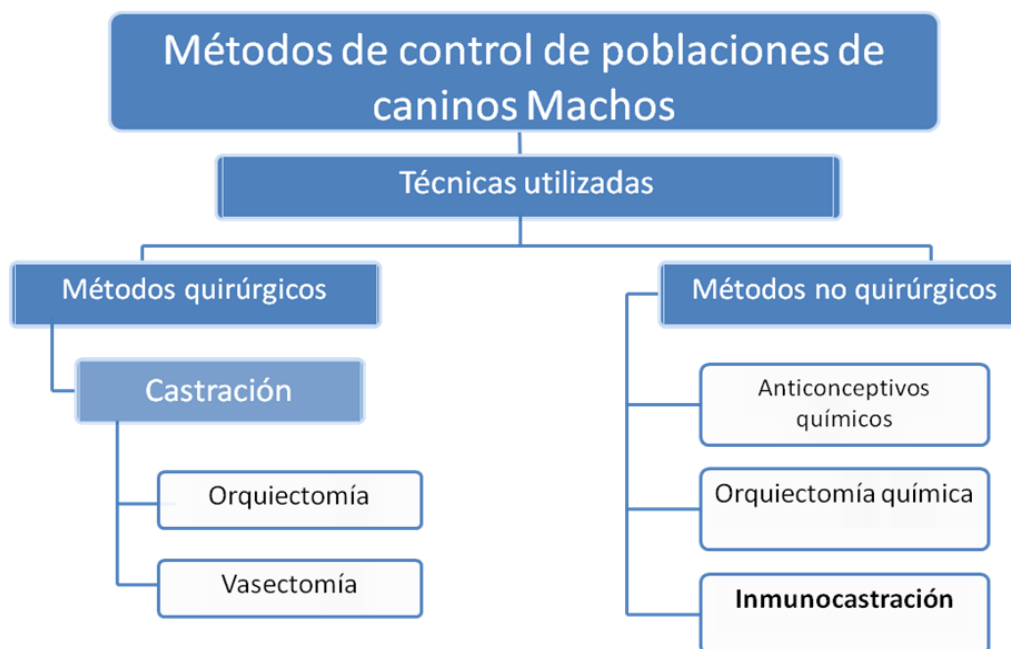 Métodos de control de poblaciones de
caninos Machos
Técnicas utilizadas
Métodos quirúrgicos
Castración
Orquiectomía
Vasectomía
Métodos no quirúrgicos
Anticonceptivos
químicos
Orquiectomía química
Inmunocastración